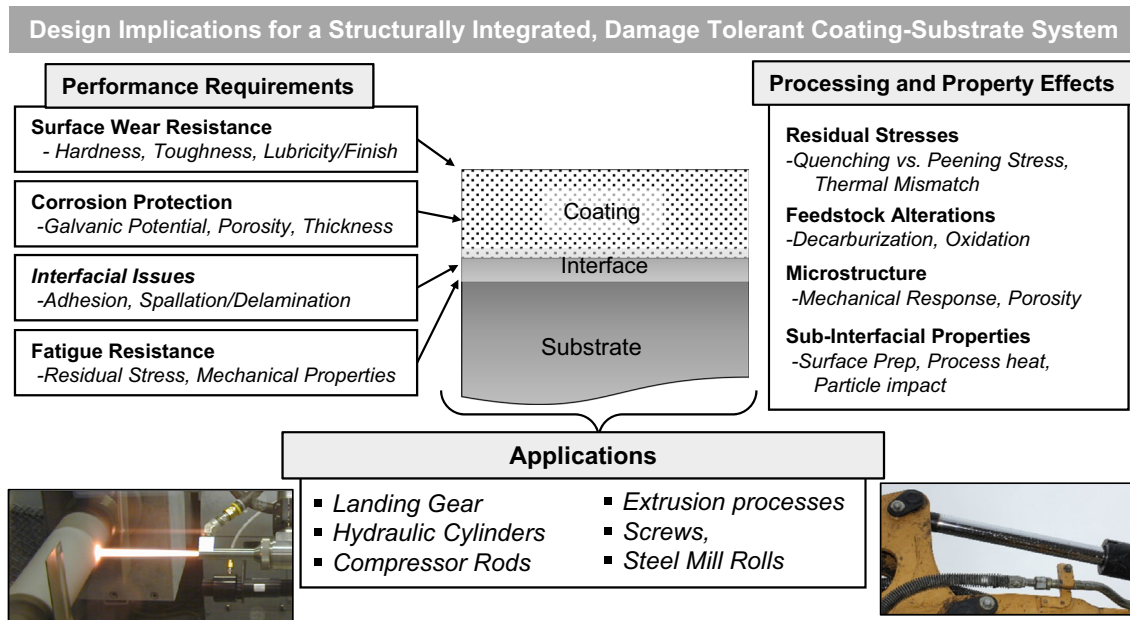 Design Implications for a Structurally Integrated, Damage Tolerant Coating-Substrate System
Performance Requirements
Surface Wear Resistance
- Hardness, Toughness, Lubricity/Finish
Corrosion Protection
-Galvanic Potential, Porosity, Thickness
Interfacial Issues
-Adhesion, Spallation/Delamination
Fatigue Resistance
-Residual Stress, Mechanical Properties
Coating
Interface
Substrate
Processing and Property Effects
Residual Stresses
-Quenching vs. Peening Stress,
Thermal Mismatch
Feedstock Alterations
-Decarburization, Oxidation
Microstructure
-Mechanical Response, Porosity
Sub-Interfacial Properties
-Surface Prep, Process heat,
Particle impact
Applications
▪ Landing Gear
▪ Hydraulic Cylinders
▪ Compressor Rods
▪ Extrusion processes
▪ Screws,
▪ Steel Mill Rolls